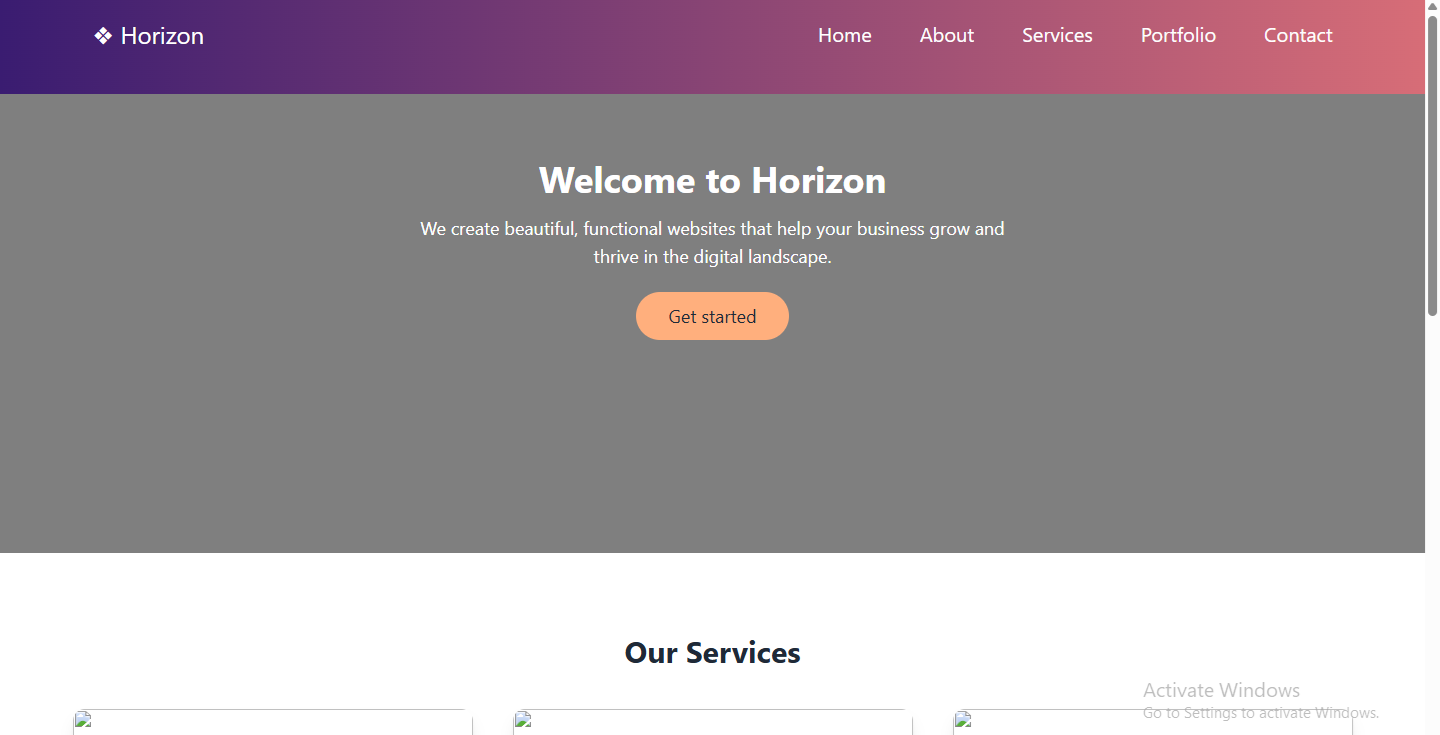 ❖ Horizon
Home About Services Portfolio Contact
Welcome to Horizon
We create beautiful, functional websites that help your business grow and
thrive in the digital landscape.
Get started
Our Services
Activate Windows
Go to Settings to activate Windows.